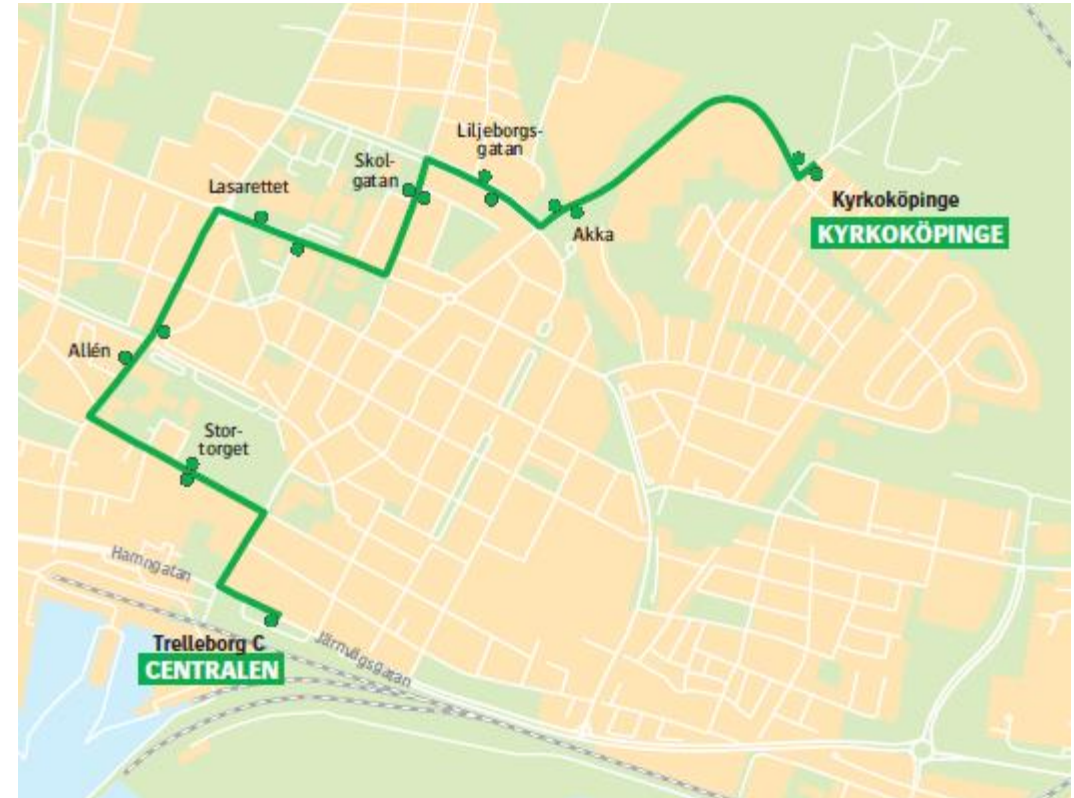 Liljeborgs-
gatan
Skol-
gatan
Lasarettet
Kyrkoköpinge
KYRKOKÖPINGE
Akka
Allén
Stor-
torget
Hamngatan
Trelleborg C
CENTRALEN
Järnvägsgatan